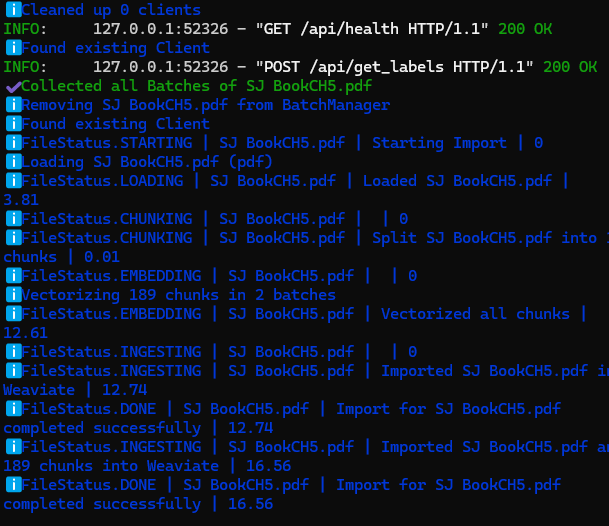 Cleaned up 0 clients
INFO: 127.0.0.1:52326 - "GET /api/health HTTP/1.1" 200 OK
Found existing Client
INFO: 127.0.0.1:52326 - "POST /api/get_labels HTTP/1.1" 200 OK
Collected all Batches of SJ BookCH5.pdf
Removing SJ BookCH5.pdf from BatchManager
Found existing Client
FileStatus.STARTING | SJ BookCH5.pdf | Starting Import | 0
Loading SJ BookCH5.pdf (pdf)
FileStatus.LOADING | SJ BookCH5.pdf | Loaded SJ BookCH5.pdf |
3.81
FileStatus.CHUNKING | SJ BookCH5.pdf |  | 0
FileStatus.CHUNKING | SJ BookCH5.pdf | Split SJ BookCH5.pdf into
chunks | 0.01
FileStatus.EMBEDDING | SJ BookCH5.pdf |  | 0
Vectorizing 189 chunks in 2 batches
FileStatus.EMBEDDING | SJ BookCH5.pdf | Vectorized all chunks |
12.61
FileStatus.INGESTING | SJ BookCH5.pdf |  | 0
FileStatus.INGESTING | SJ BookCH5.pdf | Imported SJ BookCH5.pdf
Weaviate | 12.74
FileStatus.DONE | SJ BookCH5.pdf | Import for SJ BookCH5.pdf
completed successfully | 12.74
FileStatus.INGESTING | SJ BookCH5.pdf | Imported SJ BookCH5.pdf
189 chunks into Weaviate | 16.56
FileStatus.DONE | SJ BookCH5.pdf | Import for SJ BookCH5.pdf
completed successfully | 16.56